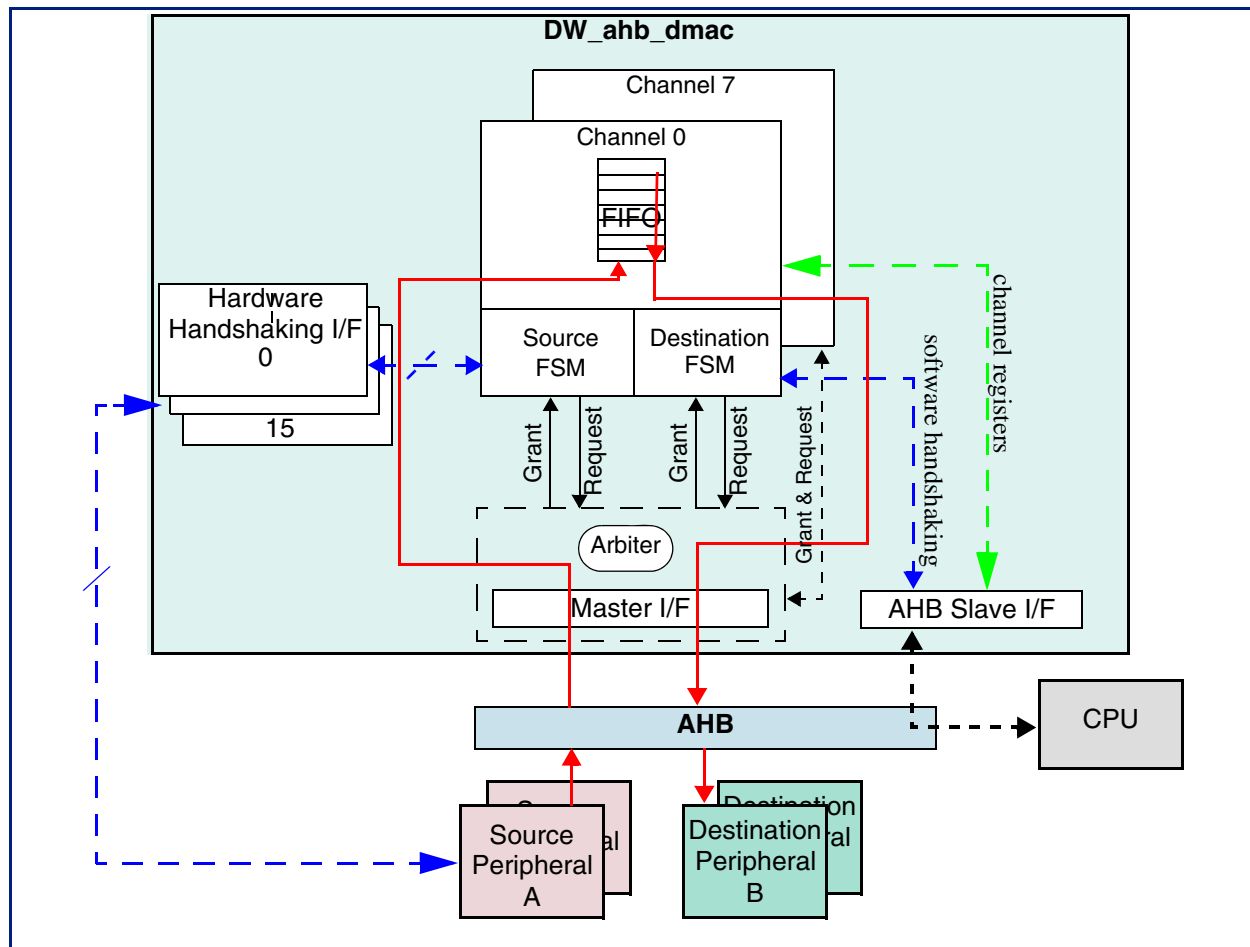 DW_ahb_dmac
Channel 7
Channel 0
FIFO
Hardware
Handshaking I/F
0
15
Source
FSM
Destination
FSM
Grant
Request
Grant
Request
Grant & Request
software handshaking
channel registers
Arbiter
Master I/F
AHB Slave I/F
AHB
CPU
Source
Peripheral
A
Destination
Destination
Peripheral
B